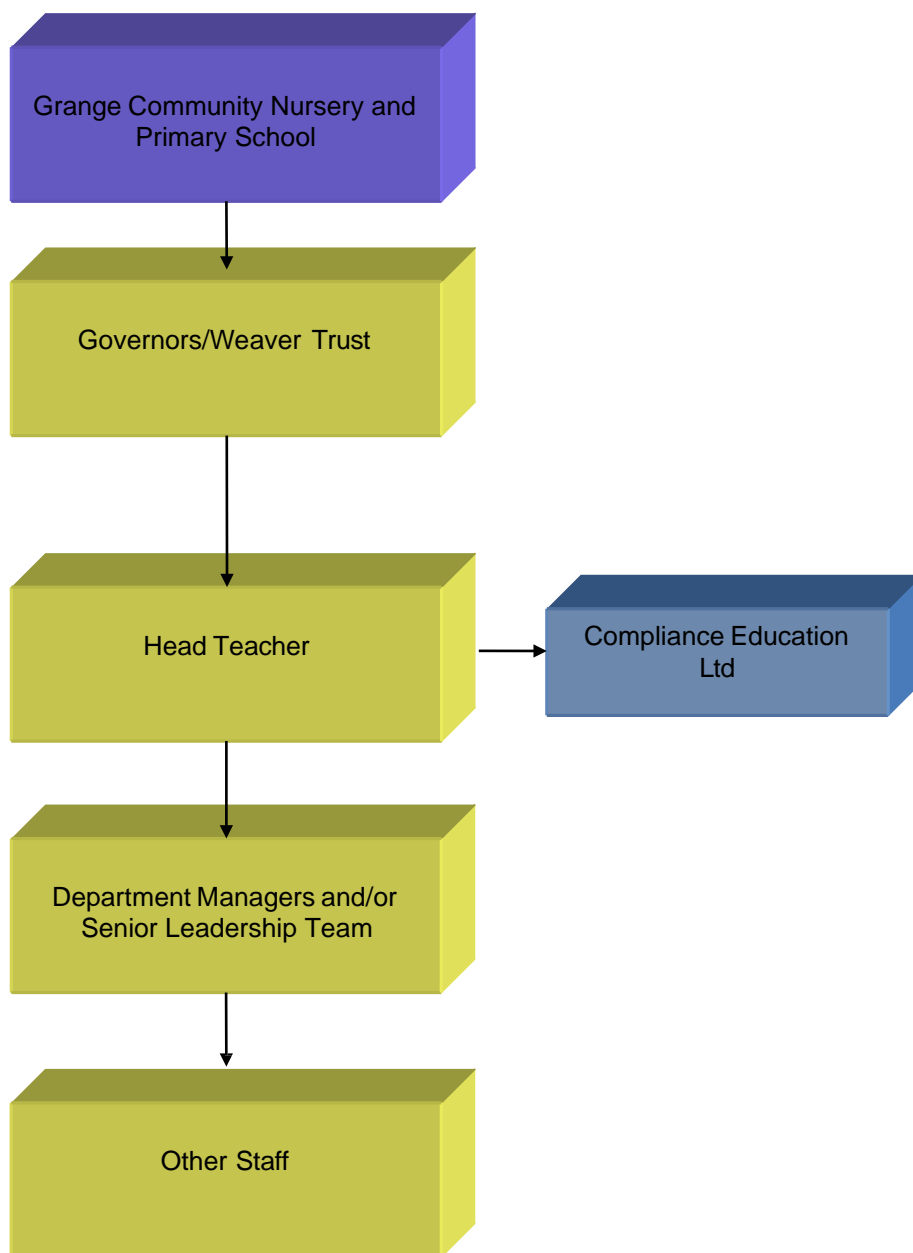 Grange Community Nursery and
Primary School
Governors/Weaver Trust
Head Teacher
Compliance Education
Ltd
Department Managers and/or
Senior Leadership Team
Other Staff